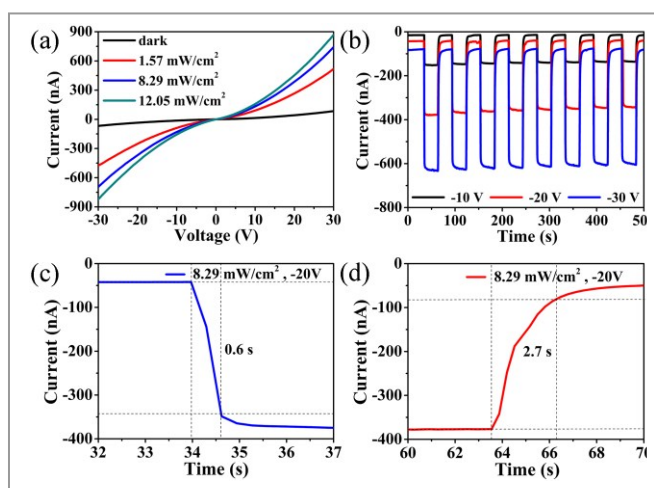 (a)
900
600
300
0
-300
-600
900
Current (nA)
dark
1.57 mW/cm²
8.29 mW/cm²
12.05 mW/cm²
-30 -20 -10 0 10 20 30
Voltage (V)
(b)
0
-200
-400
-600
-800
Current (nA)
-10 V -20 V -30 V
0 100 200 300 400 500
Time (s)
(c)
0
-100
-200
-300
-400
Current (nA)
8.29 mW/cm² , -20V
0.6 s
32 33 34 35 36 37
Time (s)
(d)
0
-100
-200
-300
-400
Current (nA)
8.29 mW/cm² , -20V
2.7 s
60 62 64 66 68 70
Time (s)